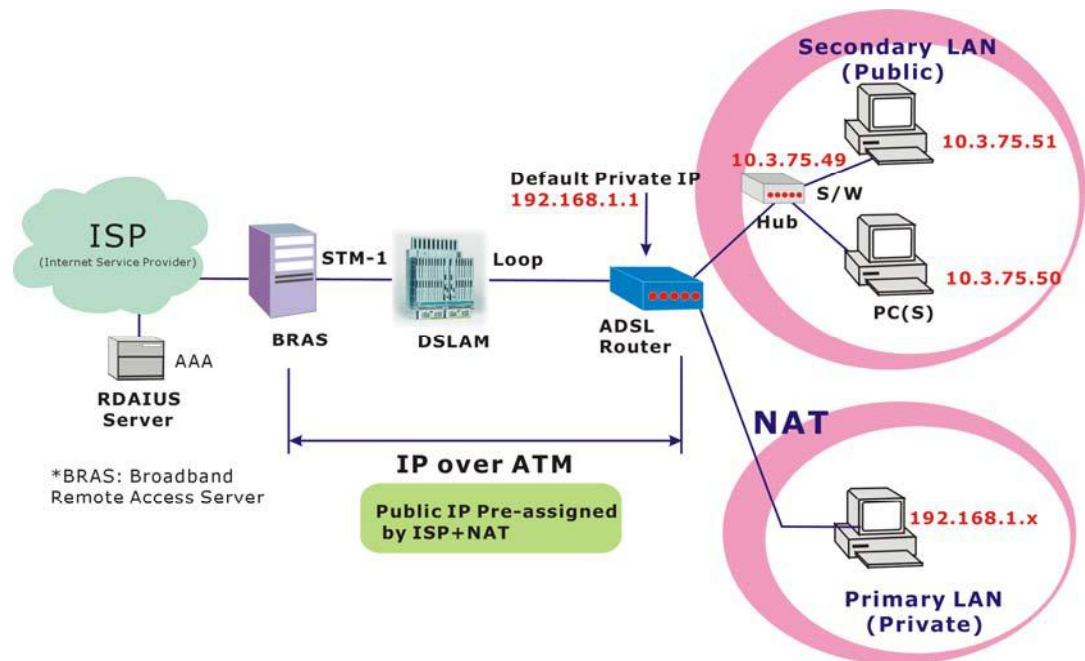 Secondary LAN
(Public)
10.3.75.51
10.3.75.49
S/W
Hub
10.3.75.50
PC(S)
Default Private IP
192.168.1.1
ISP
(Internet Service Provider)
STM-1
Loop
BRAS
DSLAM
ADSL
Router
AAA
RDAIUS
Server
NAT
IP over ATM
*BRAS: Broadband
Remote Access Server
Public IP Pre-assigned
by ISP+NAT
192.168.1.x
Primary LAN
(Private)